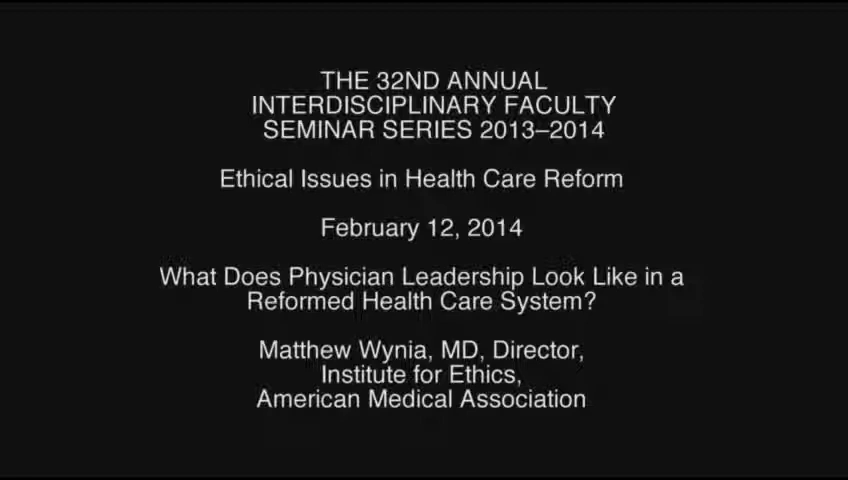 THE 32ND ANNUAL
INTERDISCIPLINARY FACULTY
SEMINAR SERIES 2013–2014
Ethical Issues in Health Care Reform
February 12, 2014
What Does Physician Leadership Look Like in a
Reformed Health Care System?
Matthew Wynia, MD, Director,
Institute for Ethics,
American Medical Association